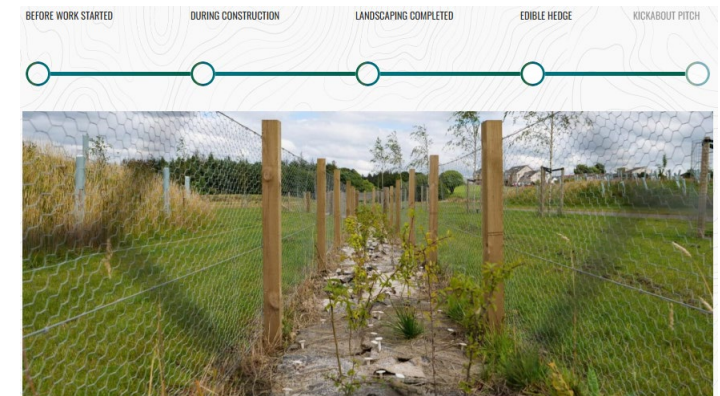 BEFORE WORK STARTED
DURING CONSTRUCTION
LANDSCAPING COMPLETED
EDIBLE HEDGE
KICKABOUT PITCH